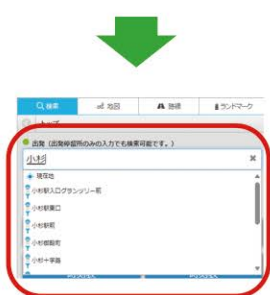 検索 地図 路線 ランドマーク
トップ
出発（出発停留所のみの入力でも検索可能です。）
小杉
現在地
小杉駅入口グランツリー前
小杉駅東口
小杉駅前
小杉御殿町
小杉十字路